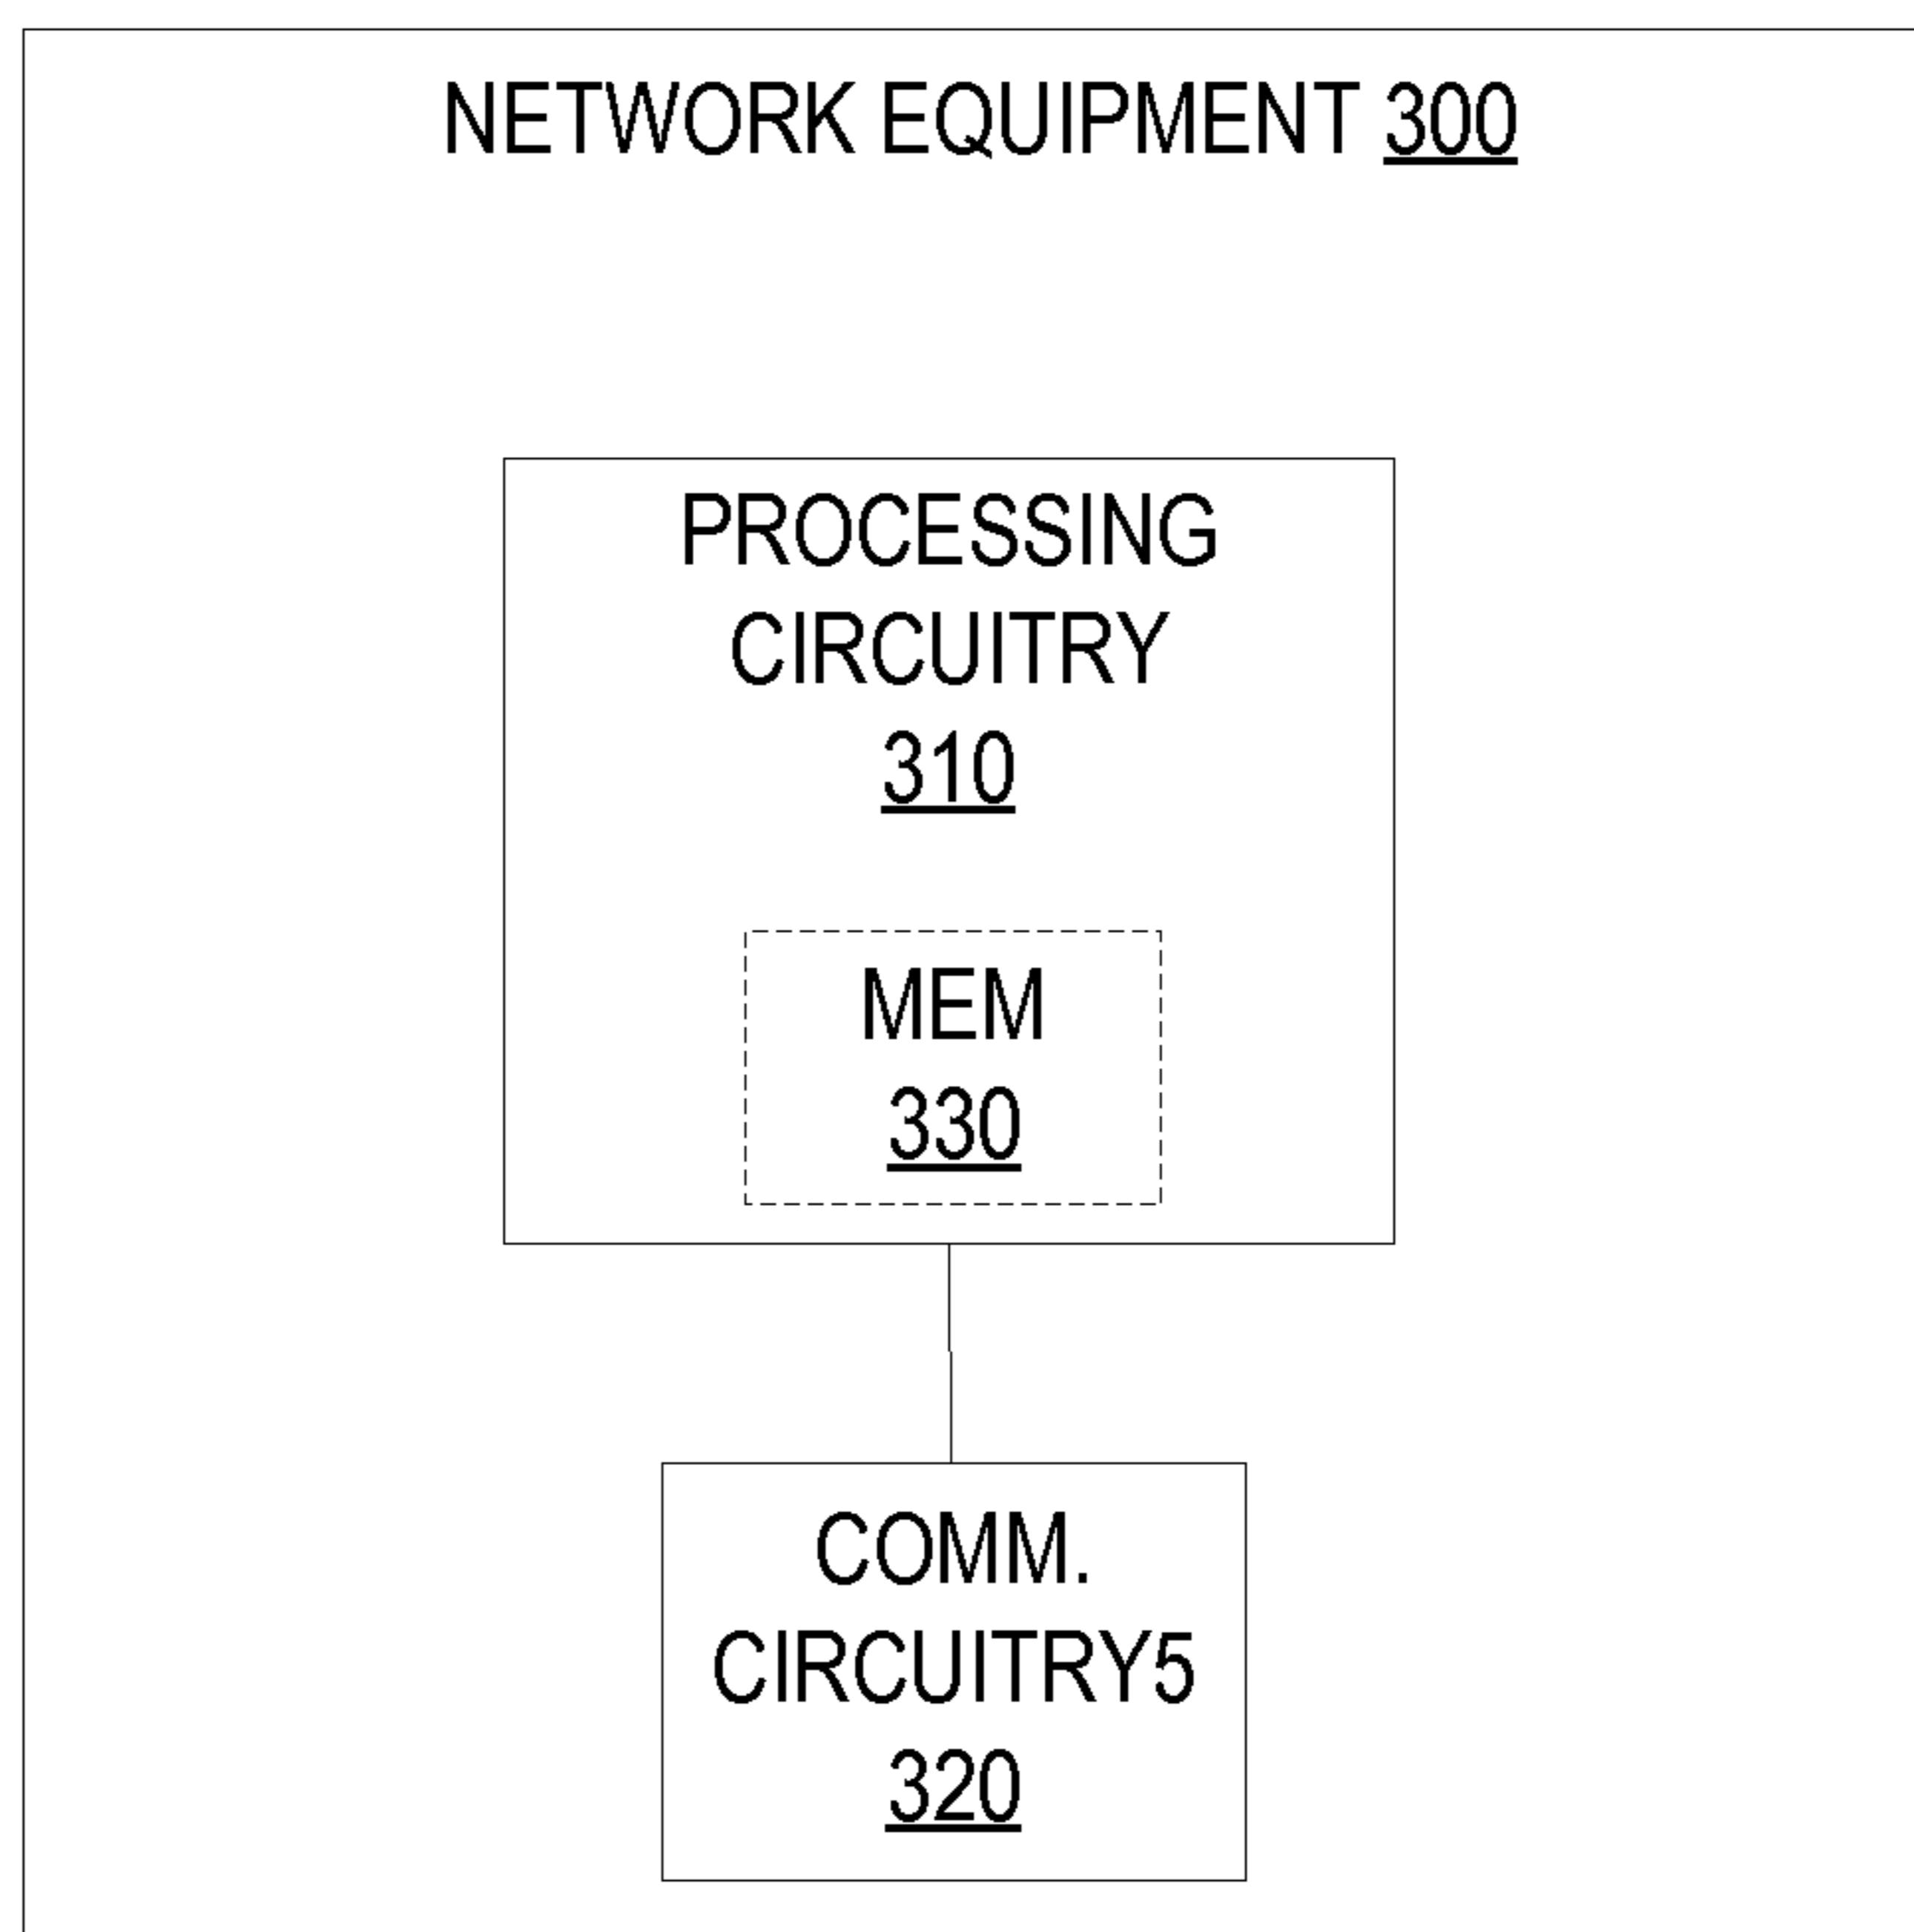 NETWORK EQUIPMENT 300
PROCESSING
CIRCUITRY
310
MEM
330
COMM.
CIRCUITRY5
320